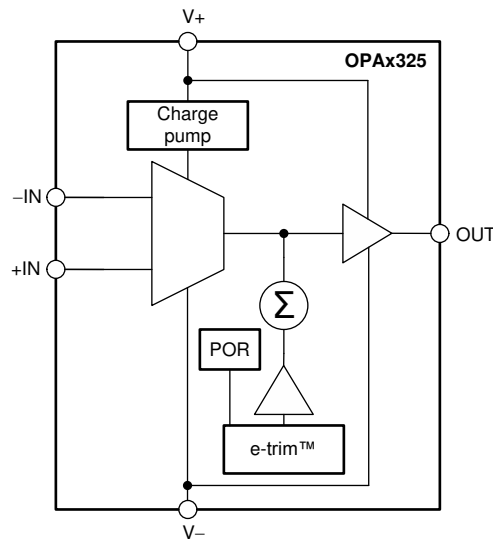 V+
OPAx325
Charge
pump
−IN
+IN
OUT
Σ
POR
e-trim™
V−